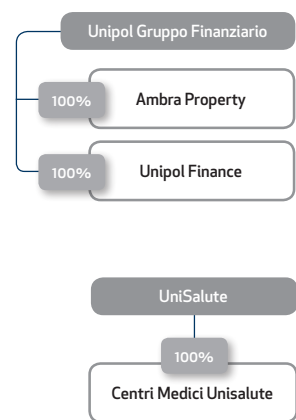 Unipol Gruppo Finanziario
100%
Ambra Property
100%
Unipol Finance
UniSalute
100%
Centri Medici Unisalute